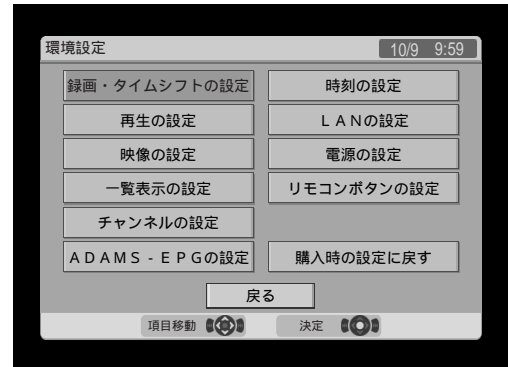 環境設定 10/9 9:59
録画・タイムシフトの設定 時刻の設定
再生の設定 ＬＡＮの設定
映像の設定 電源の設定
一覧表示の設定 リモコンボタンの設定
チャンネルの設定
ＡＤＡＭＳ‐ＥＰＧの設定 購入時の設定に戻す
戻る
項目移動 決定